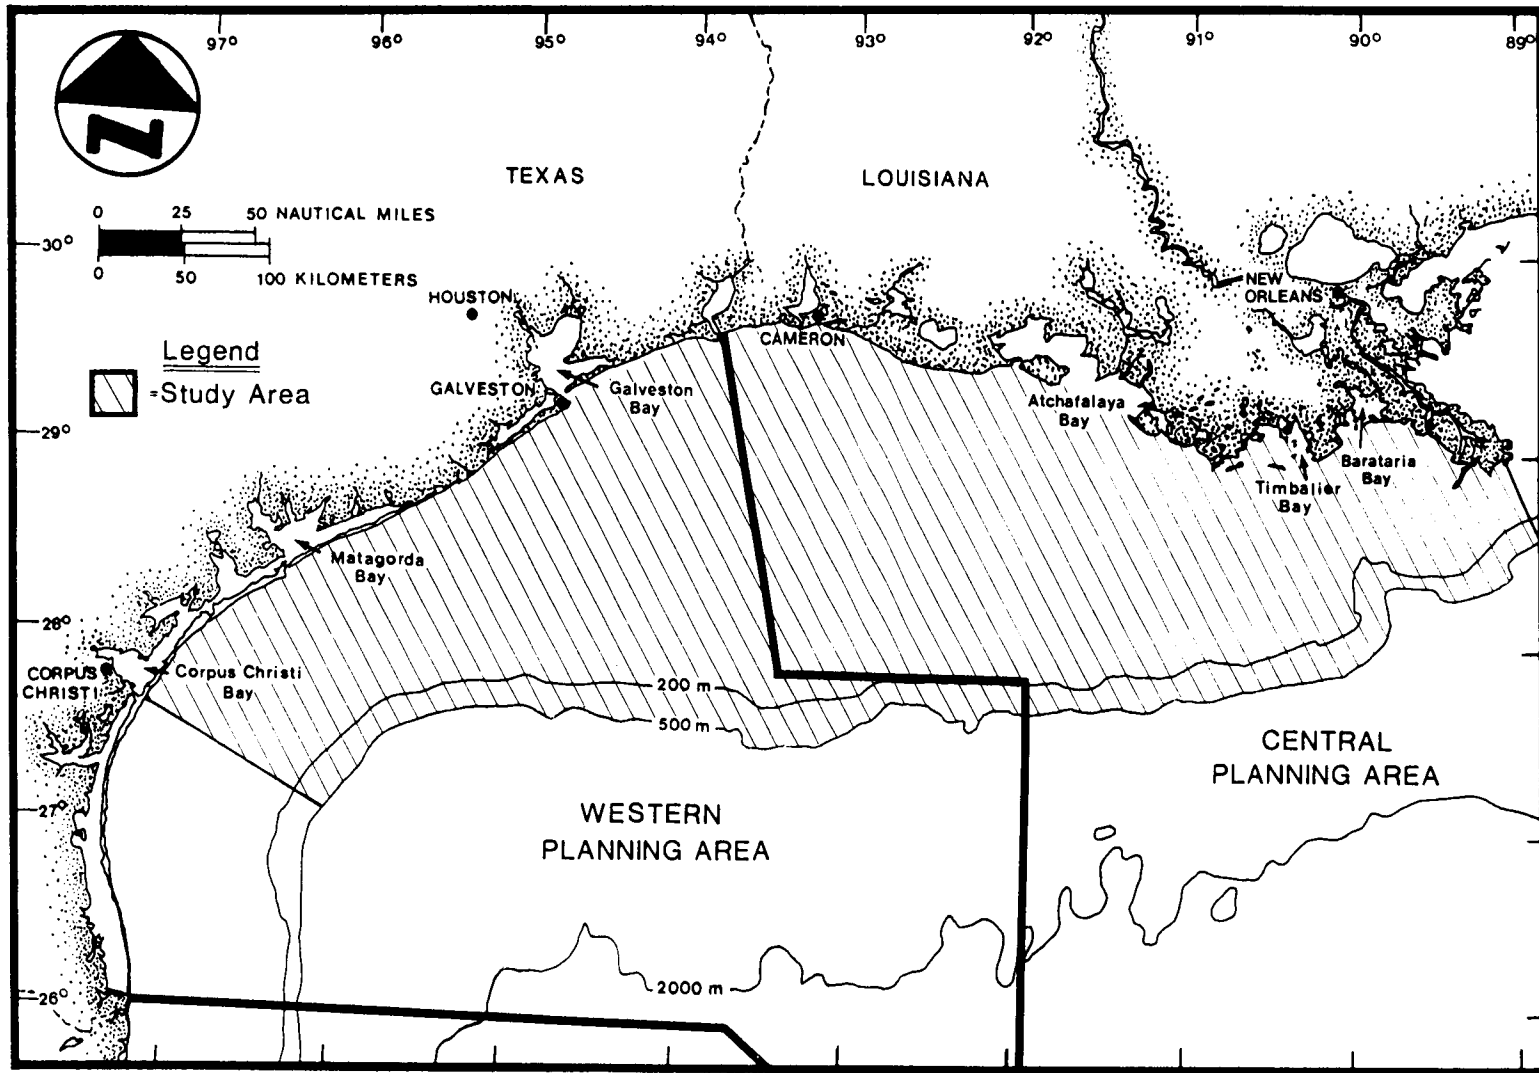 97° 96° 95° 94° 93° 92° 91° 90° 89°
N
TEXAS
LOUISIANA
0 25 50 NAUTICAL MILES
0 50 100 KILOMETERS
30°
HOUSTON
NEW
ORLEANS
CAMERON
Legend
=Study Area
GALVESTON
Galveston
Bay
Atchafalaya
Bay
29°
Barataria
Bay
Timbalier
Bay
Matagorda
Bay
28°
CORPUS
CHRISTI
Corpus Christi
Bay
200 m
500 m
CENTRAL
PLANNING AREA
27°
WESTERN
PLANNING AREA
2000 m
26°